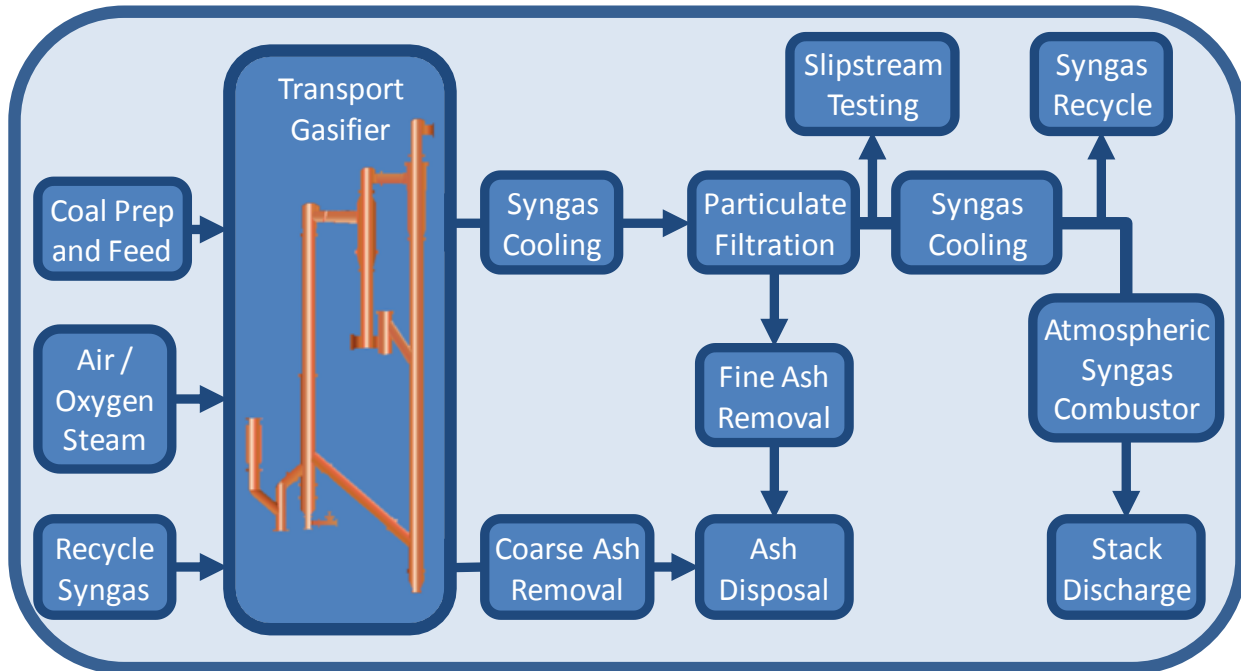 Transport
Gasifier
Coal Prep
and Feed
Air /
Oxygen
Steam
Recycle
Syngas
Syngas
Cooling
Particulate
Filtration
Slipstream
Testing
Syngas
Cooling
Syngas
Recycle
Fine Ash
Removal
Atmospheric
Syngas
Combustor
Coarse Ash
Removal
Ash
Disposal
Stack
Discharge